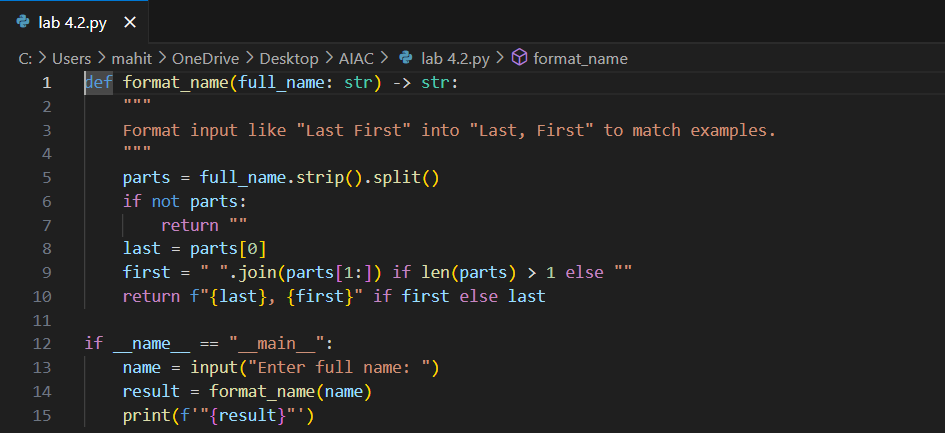 lab 4.2.py
C: > Users > mahit > OneDrive > Desktop > AIAC > lab 4.2.py > format_name
1 def format_name(full_name: str) -> str:
2     """
3     Format input like "Last First" into "Last, First" to match examples.
4     """
5     parts = full_name.strip().split()
6     if not parts:
7         return ""
8     last = parts[0]
9     first = " ".join(parts[1:]) if len(parts) > 1 else ""
10     return f"{last}, {first}" if first else last
11
12 if __name__ == "__main__":
13     name = input("Enter full name: ")
14     result = format_name(name)
15     print(f'"{result}"')